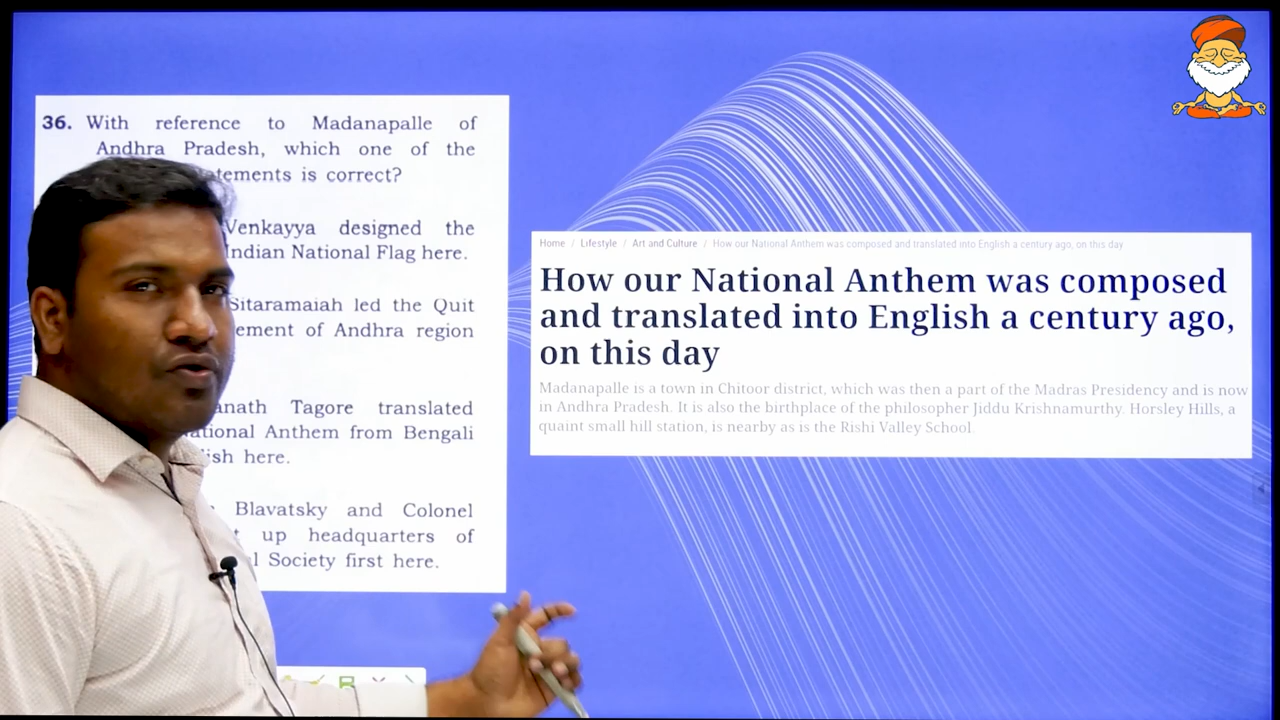 36. With reference to Madanapalle of
Andhra Pradesh, which one of the
tements is correct?
Venkayya designed the
Indian National Flag here.
Sitaramaiah led the Quit
ement of Andhra region
anath Tagore translated
ational Anthem from Bengali
ish here.
Blavatsky and Colonel
up headquarters of
l Society first here.
Home / Lifestyle / Art and Culture / How our National Anthem was composed and translated into English a century ago, on this day
How our National Anthem was composed
and translated into English a century ago,
on this day
Madanapalle is a town in Chitoor district, which was then a part of the Madras Presidency and is now
in Andhra Pradesh. It is also the birthplace of the philosopher Jiddu Krishnamurthy. Horsley Hills, a
quaint small hill station, is nearby as is the Rishi Valley School.